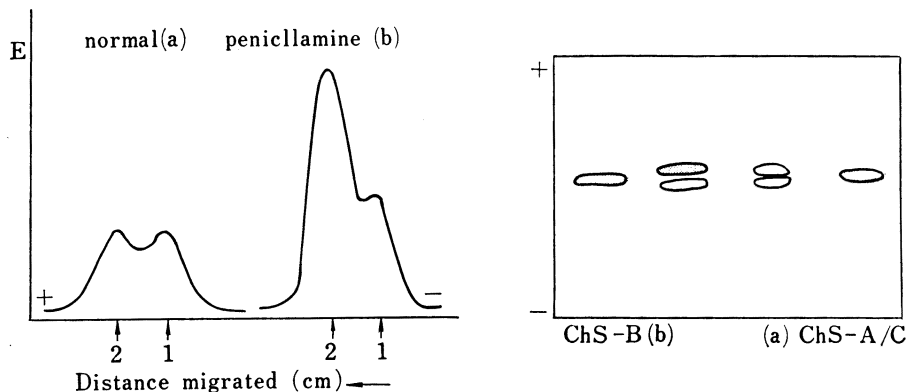 normal(a) penicllamine (b)
E
+ −
2 1 2 1
Distance migrated (cm) ←
+
−
ChS-B (b) (a) ChS-A/C